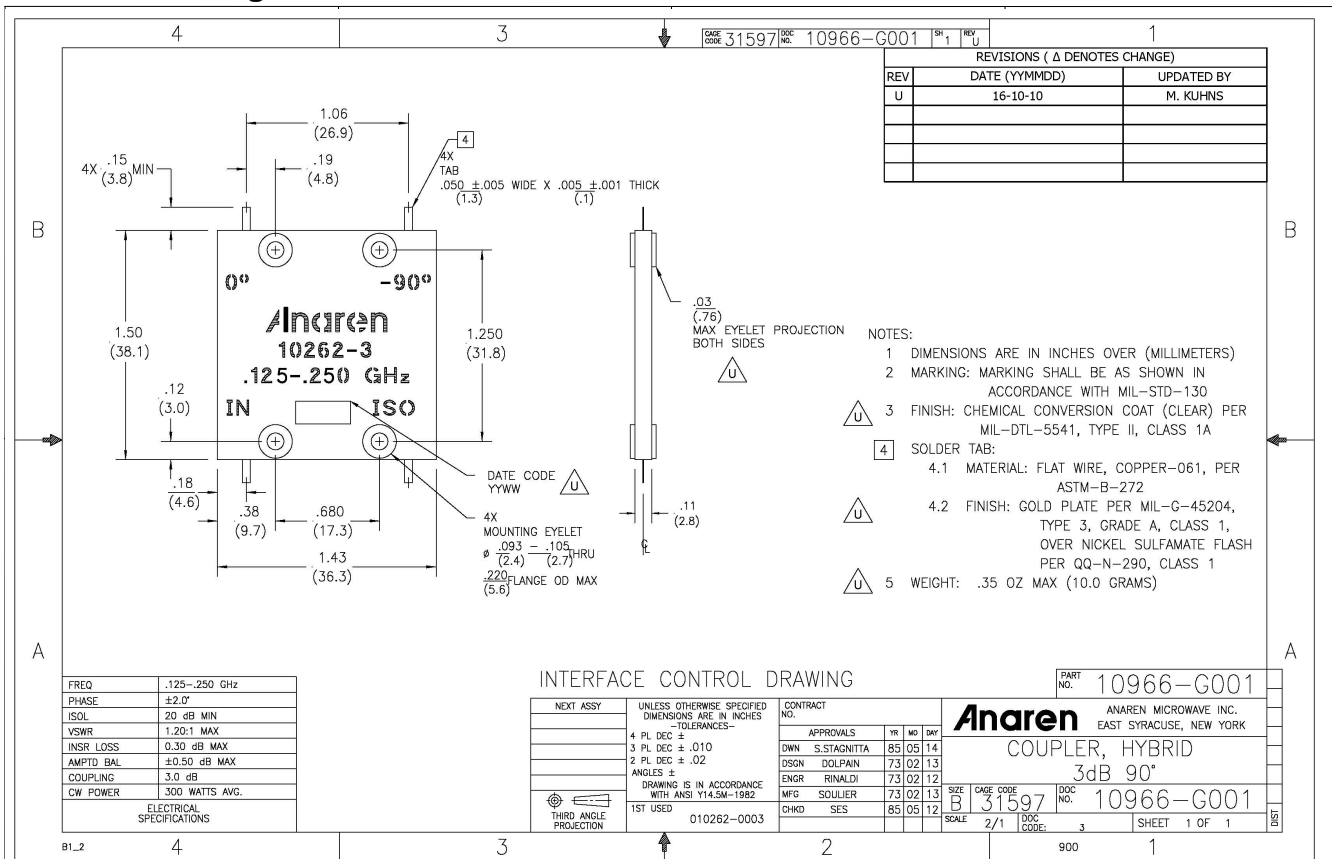 4
3
CAGE CODE 31597 DOC NO. 10966-G001 SH 1 REV U
1
REVISIONS ( Δ DENOTES CHANGE)
REV DATE (YYMMDD) UPDATED BY
U 16-10-10 M. KUHNS
1.06
(26.9)
4
4X .15 MIN
(3.8)
.19
(4.8)
4X
TAB
.050 ±.005 WIDE X .005 ±.001 THICK
(1.3) (.1)
B
B
0° -90°
Anaren
10262-3
.125-.250 GHz
IN ISO
1.50
(38.1)
1.250
(31.8)
.12
(3.0)
.18
(4.6)
.38
(9.7)
.680
(17.3)
1.43
(36.3)
DATE CODE
YYWW
U
4X
MOUNTING EYELET
ø .093 - .105 THRU
(2.4) (2.7)
.220 FLANGE OD MAX
(5.6)
.03
(.76)
MAX EYELET PROJECTION
BOTH SIDES
U
.11
(2.8)
℄
NOTES:
1 DIMENSIONS ARE IN INCHES OVER (MILLIMETERS)
2 MARKING: MARKING SHALL BE AS SHOWN IN
ACCORDANCE WITH MIL-STD-130
U 3 FINISH: CHEMICAL CONVERSION COAT (CLEAR) PER
MIL-DTL-5541, TYPE II, CLASS 1A
4 SOLDER TAB:
4.1 MATERIAL: FLAT WIRE, COPPER-061, PER
ASTM-B-272
U 4.2 FINISH: GOLD PLATE PER MIL-G-45204,
TYPE 3, GRADE A, CLASS 1,
OVER NICKEL SULFAMATE FLASH
PER QQ-N-290, CLASS 1
U 5 WEIGHT: .35 OZ MAX (10.0 GRAMS)
A
A
FREQ .125-.250 GHz
PHASE ±2.0°
ISOL 20 dB MIN
VSWR 1.20:1 MAX
INSR LOSS 0.30 dB MAX
AMPTD BAL ±0.50 dB MAX
COUPLING 3.0 dB
CW POWER 300 WATTS AVG.
ELECTRICAL
SPECIFICATIONS
INTERFACE CONTROL DRAWING
NEXT ASSY
THIRD ANGLE
PROJECTION
UNLESS OTHERWISE SPECIFIED
DIMENSIONS ARE IN INCHES
-TOLERANCES-
4 PL DEC ±
3 PL DEC ± .010
2 PL DEC ± .02
ANGLES ±
DRAWING IS IN ACCORDANCE
WITH ANSI Y14.5M-1982
1ST USED
010262-0003
CONTRACT
NO.
APPROVALS YR MO DAY
DWN S.STAGNITTA 85 05 14
DSGN DOLPAIN 73 02 13
ENGR RINALDI 73 02 12
MFG SOULIER 73 02 13
CHKD SES 85 05 12
PART NO. 10966-G001
Anaren
ANAREN MICROWAVE INC.
EAST SYRACUSE, NEW YORK
COUPLER, HYBRID
3dB 90°
SIZE B CAGE CODE 31597 DOC NO. 10966-G001
SCALE 2/1 DOC CODE: 3 SHEET 1 OF 1
DIST
B1_2
4
3
2
900
1